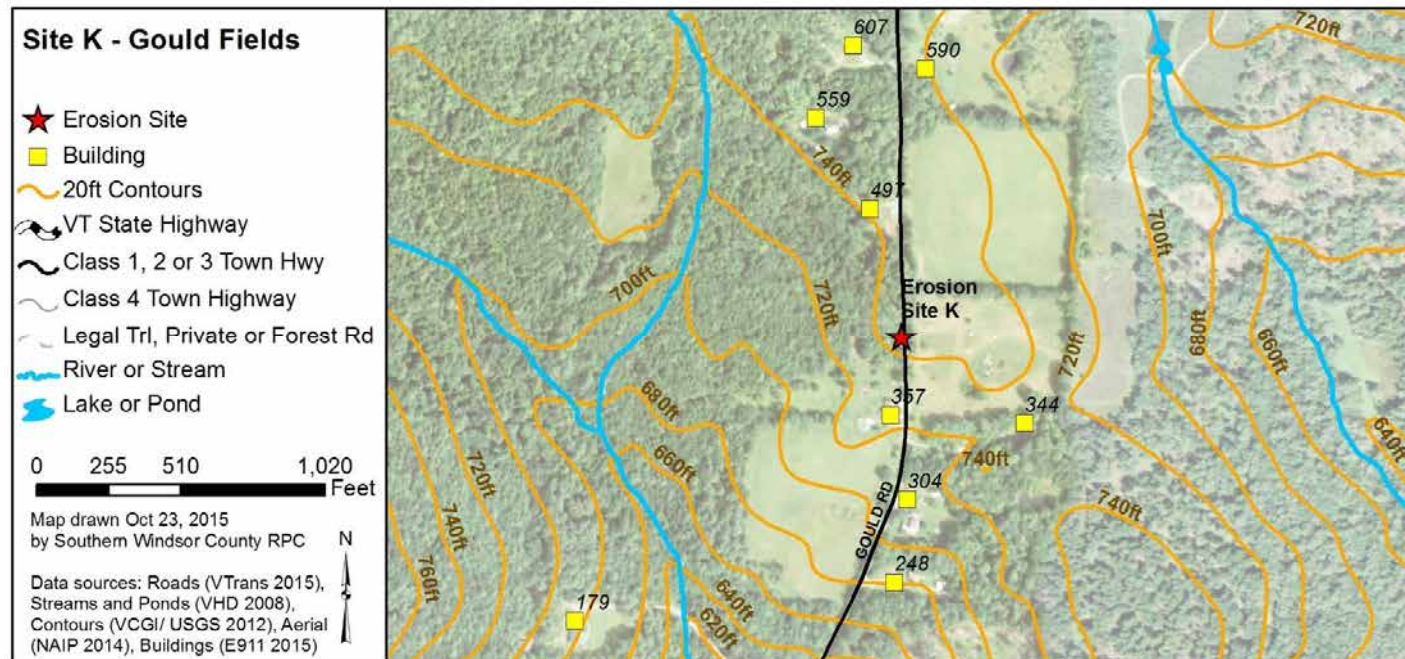 Site K - Gould Fields
Erosion Site
Building
20ft Contours
VT State Highway
Class 1, 2 or 3 Town Hwy
Class 4 Town Highway
Legal Trl, Private or Forest Rd
River or Stream
Lake or Pond
0 255 510 1,020
Feet
Map drawn Oct 23, 2015
by Southern Windsor County RPC
N
Data sources: Roads (VTrans 2015),
Streams and Ponds (VHD 2008),
Contours (VCGI/ USGS 2012), Aerial
(NAIP 2014), Buildings (E911 2015)
607
590
720ft
559
740ft
497
700ft
700ft
720ft
Erosion
Site K
720ft
680ft
660ft
357
344
680ft
660ft
640ft
740ft
304
GOULD RD
740ft
720ft
740ft
760ft
248
179
640ft
620ft